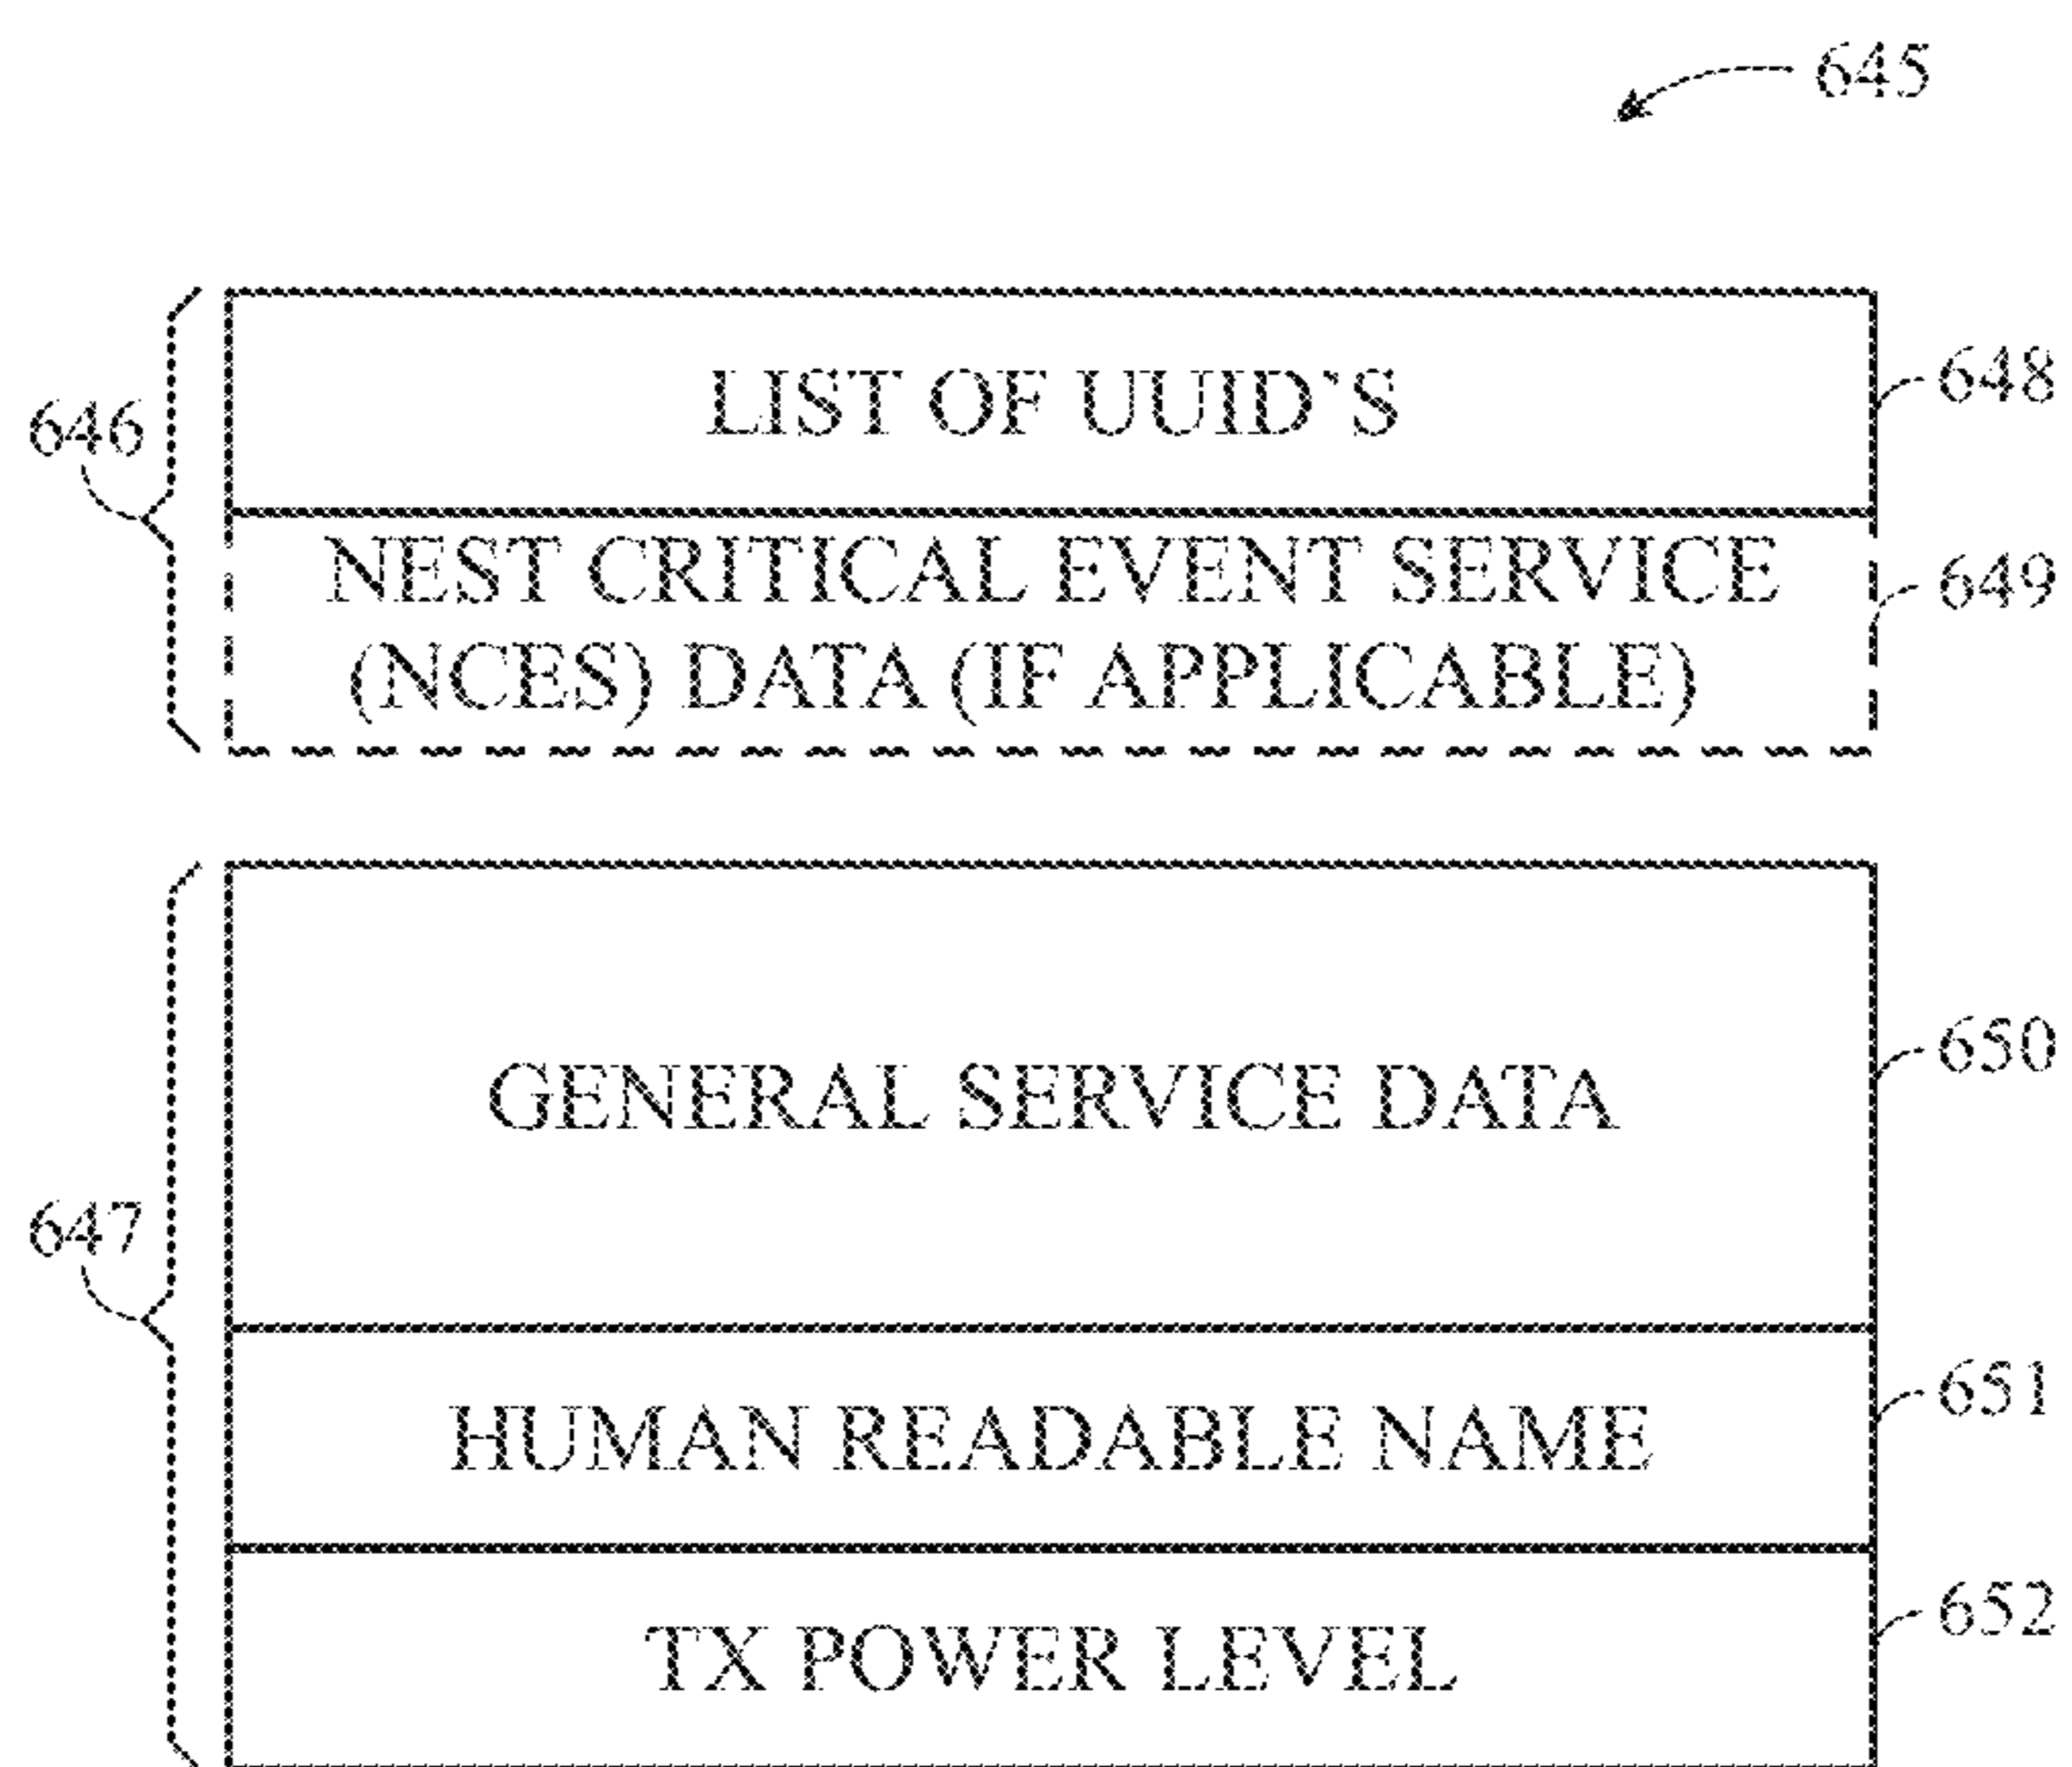 645
LIST OF UUID`S
648
646
NEST CRITICAL EVENT SERVICE
(NCES) DATA (IF APPLICABLE)
649
GENERAL SERVICE DATA
650
647
HUMAN READABLE NAME
651
TX POWER LEVEL
652